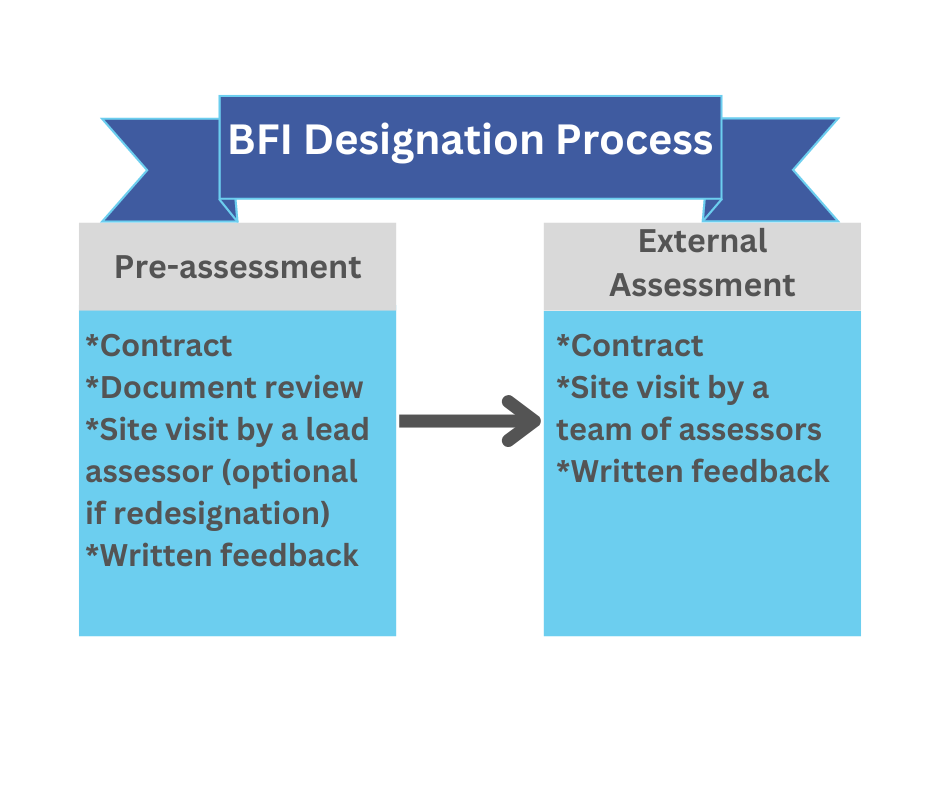 BFI Designation Process
Pre-assessment
*Contract
*Document review
*Site visit by a lead
assessor (optional
if redesignation)
*Written feedback
External
Assessment
*Contract
*Site visit by a
team of assessors
*Written feedback